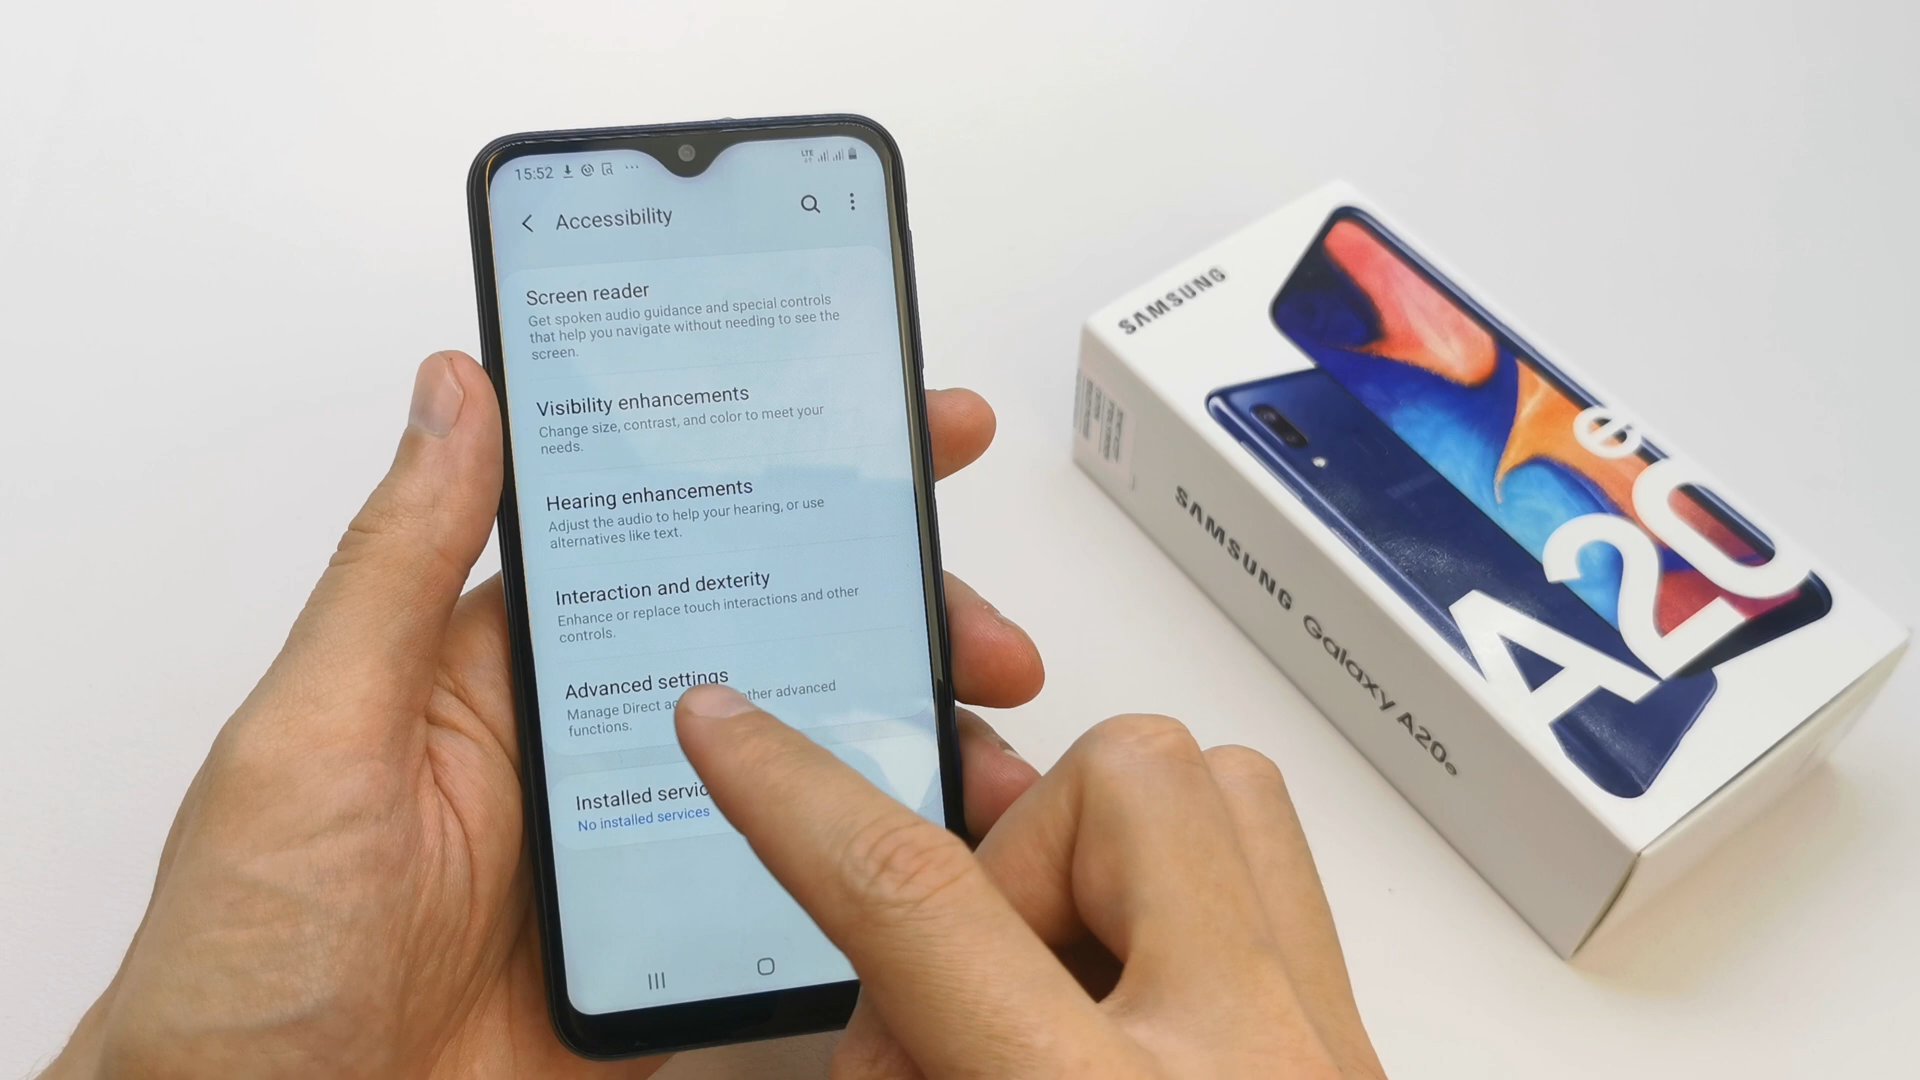 15:52
LTE
Accessibility
Screen reader
Get spoken audio guidance and special controls
that help you navigate without needing to see the
screen.
Visibility enhancements
Change size, contrast, and color to meet your
needs.
Hearing enhancements
Adjust the audio to help your hearing, or use
alternatives like text.
Interaction and dexterity
Enhance or replace touch interactions and other
controls.
Advanced settings
Manage Direct other advanced
functions.
Installed
No installed services
SAMSUNG
A20e
SAMSUNG Galaxy A20e